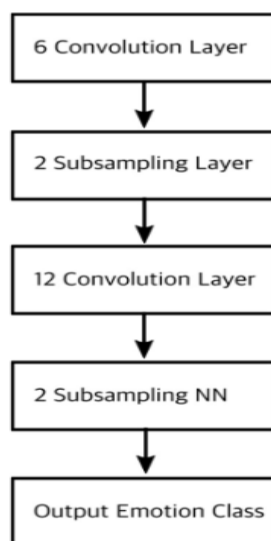 6 Convolution Layer
2 Subsampling Layer
12 Convolution Layer
2 Subsampling NN
Output Emotion Class